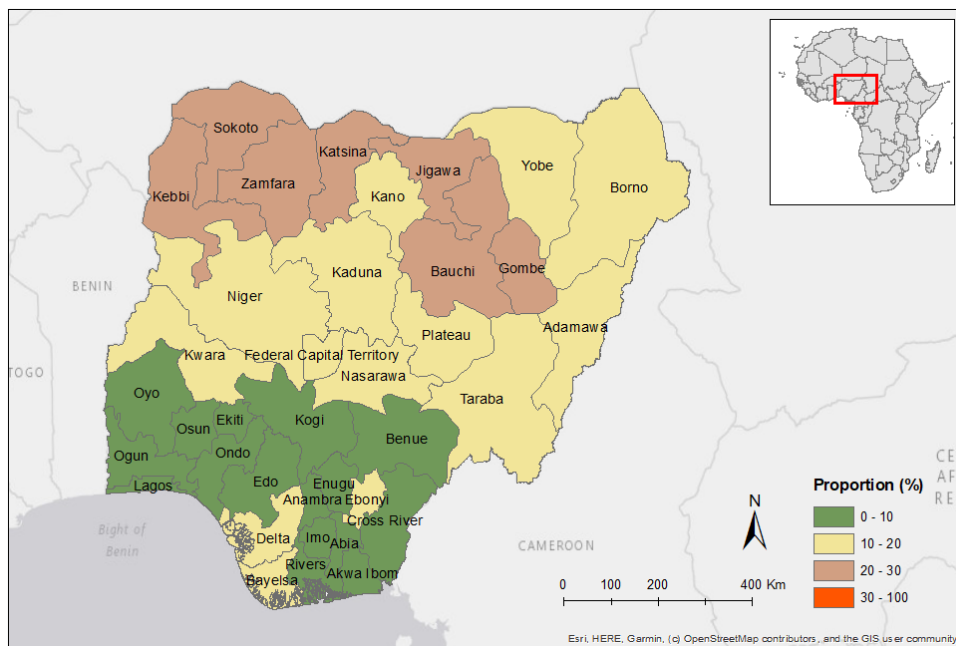 Sokoto
Katsina
Jigawa
Yobe
Borno
Kebbi
Zamfara
Kano
Bauchi
Gombe
Kaduna
BENIN
Niger
Plateau
Adamawa
Kwara
Federal Capital Territory
Nasarawa
TOGO
Taraba
Oyo
Osun
Ekiti
Kogi
Benue
Ogun
Ondo
Lagos
Edo
Enugu
Anambra
Ebonyi
Cross River
Bight of
Benin
Delta
Imo
Abia
Rivers
Bayelsa
Akwa Ibom
CAMEROON
CE
AF
RE
N
Proportion (%)
0 - 10
10 - 20
20 - 30
30 - 100
0 100 200 400 Km
Esri, HERE, Garmin, (c) OpenStreetMap contributors, and the GIS user community